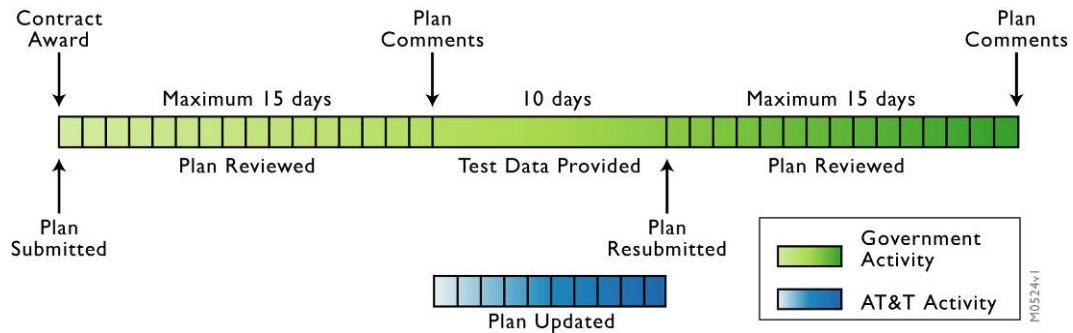 Contract
Award
Plan
Comments
Plan
Comments
Maximum 15 days
10 days
Maximum 15 days
Plan Reviewed
Test Data Provided
Plan Reviewed
Plan
Submitted
Plan
Resubmitted
Government
Activity
AT&T Activity
Plan Updated
M0524v1